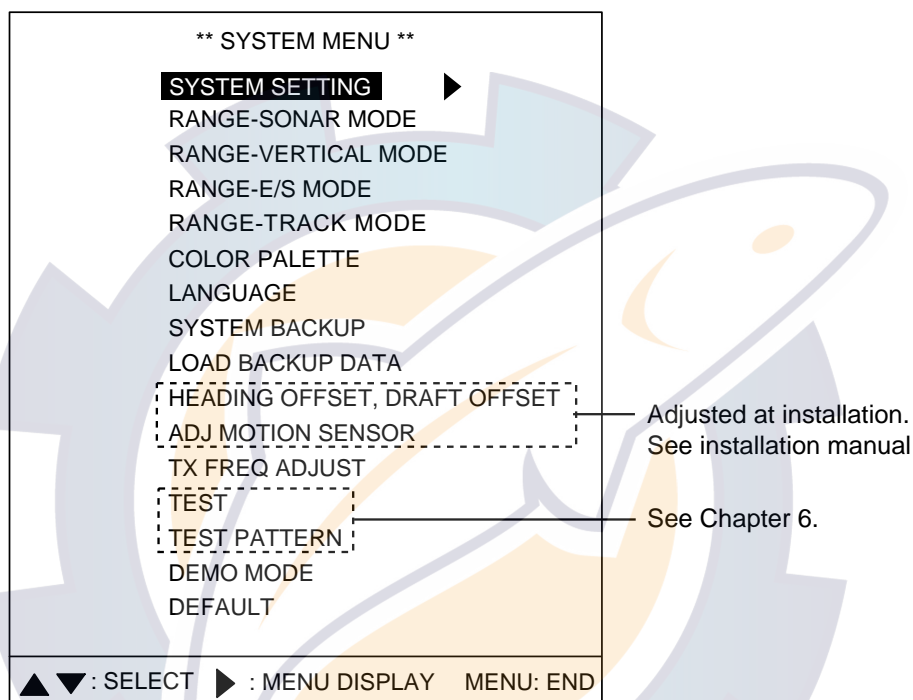 ** SYSTEM MENU **
SYSTEM SETTING ▶
RANGE-SONAR MODE
RANGE-VERTICAL MODE
RANGE-E/S MODE
RANGE-TRACK MODE
COLOR PALETTE
LANGUAGE
SYSTEM BACKUP
LOAD BACKUP DATA
HEADING OFFSET, DRAFT OFFSET
ADJ MOTION SENSOR
Adjusted at installation.
See installation manual
TX FREQ ADJUST
TEST
TEST PATTERN
See Chapter 6.
DEMO MODE
DEFAULT
▲ ▼: SELECT ▶ : MENU DISPLAY MENU: END